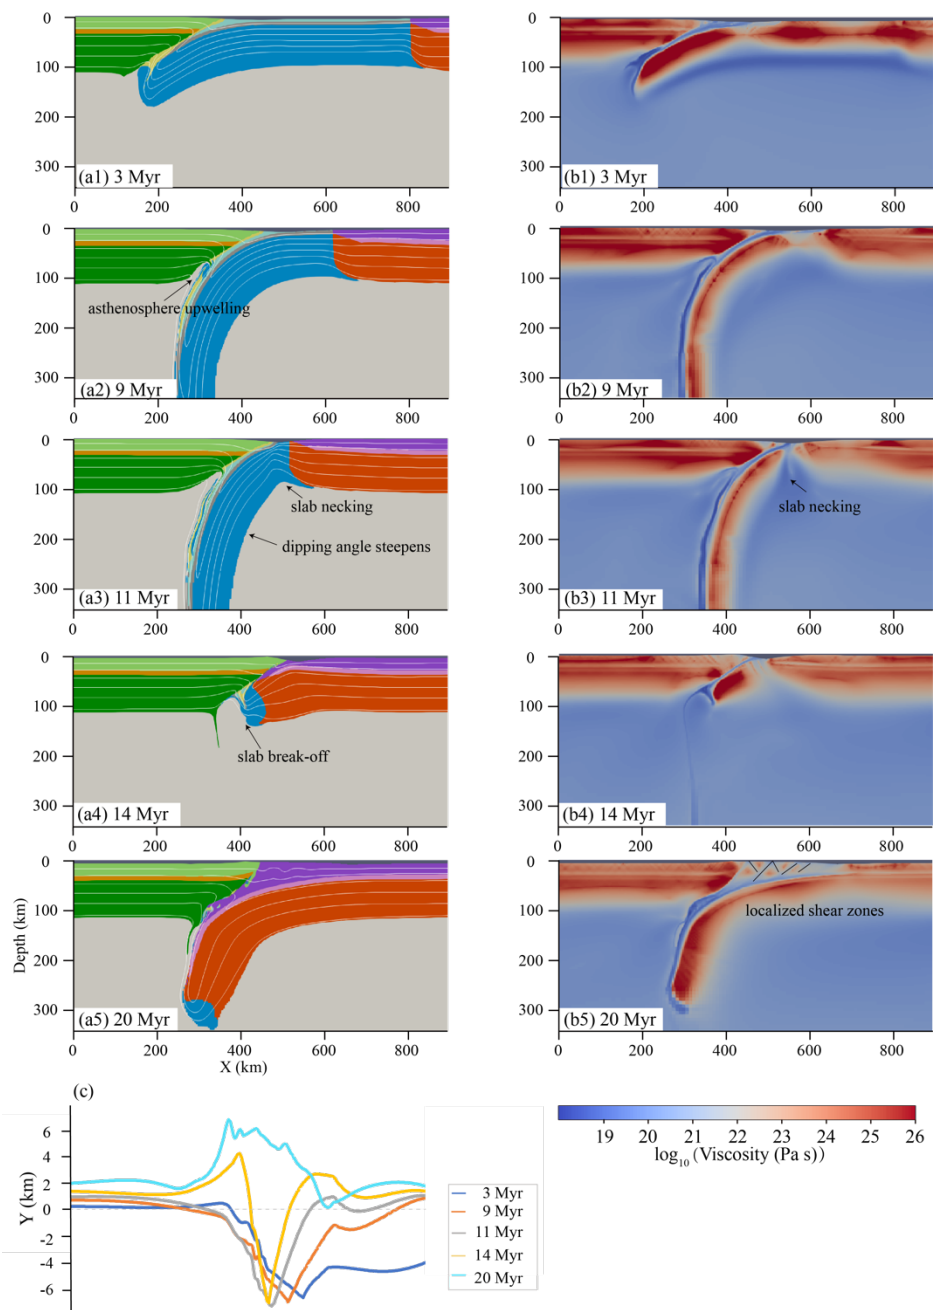 0
100
200
300
(a1) 3 Myr
0 200 400 600 800
0
100
200
300
(b1) 3 Myr
0 200 400 600 800
0
100
200
300
asthenosphere upwelling
(a2) 9 Myr
0 200 400 600 800
0
100
200
300
(b2) 9 Myr
0 200 400 600 800
0
100
200
300
slab necking
dipping angle steepens
(a3) 11 Myr
0 200 400 600 800
0
100
200
300
slab necking
(b3) 11 Myr
0 200 400 600 800
0
100
200
300
slab break-off
(a4) 14 Myr
0 200 400 600 800
0
100
200
300
(b4) 14 Myr
0 200 400 600 800
0
100
200
300
Depth (km)
(a5) 20 Myr
0 200 400 600 800
X (km)
0
100
200
300
localized shear zones
(b5) 20 Myr
0 200 400 600 800
(c)
6
4
2
0
-2
-4
-6
Y (km)
3 Myr
9 Myr
11 Myr
14 Myr
20 Myr
19 20 21 22 23 24 25 26
log10 (Viscosity (Pa s))